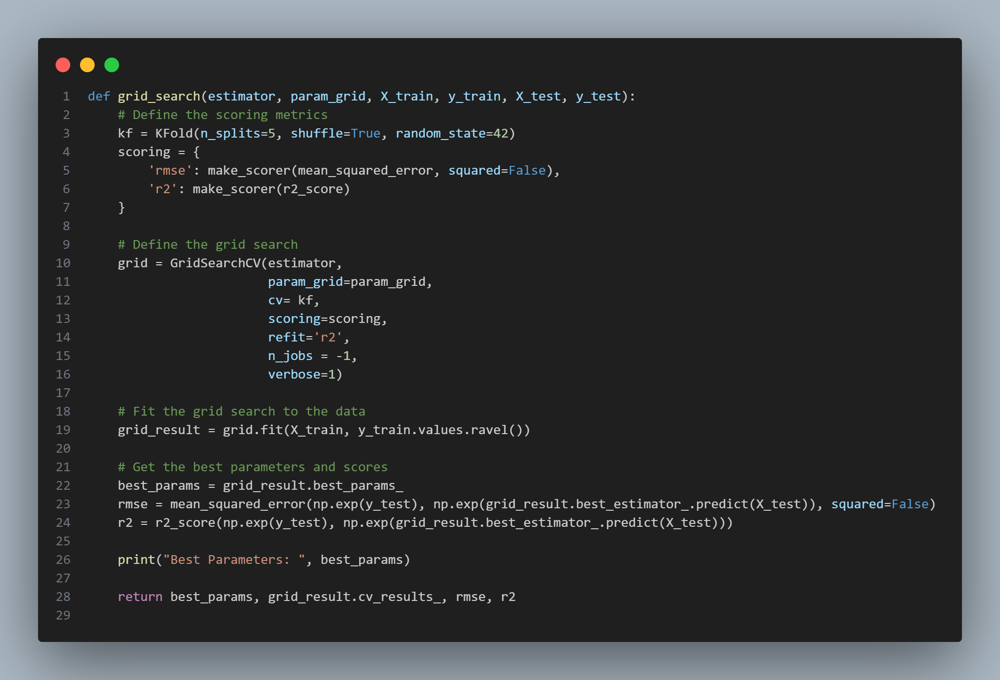 1 def grid_search(estimator, param_grid, X_train, y_train, X_test, y_test):
2     # Define the scoring metrics
3     kf = KFold(n_splits=5, shuffle=True, random_state=42)
4     scoring = {
5         'rmse': make_scorer(mean_squared_error, squared=False),
6         'r2': make_scorer(r2_score)
7     }
8
9     # Define the grid search
10     grid = GridSearchCV(estimator,
11                         param_grid=param_grid,
12                         cv= kf,
13                         scoring=scoring,
14                         refit='r2',
15                         n_jobs = -1,
16                         verbose=1)
17
18     # Fit the grid search to the data
19     grid_result = grid.fit(X_train, y_train.values.ravel())
20
21     # Get the best parameters and scores
22     best_params = grid_result.best_params_
23     rmse = mean_squared_error(np.exp(y_test), np.exp(grid_result.best_estimator_.predict(X_test)), squared=False)
24     r2 = r2_score(np.exp(y_test), np.exp(grid_result.best_estimator_.predict(X_test)))
25
26     print("Best Parameters: ", best_params)
27
28     return best_params, grid_result.cv_results_, rmse, r2
29